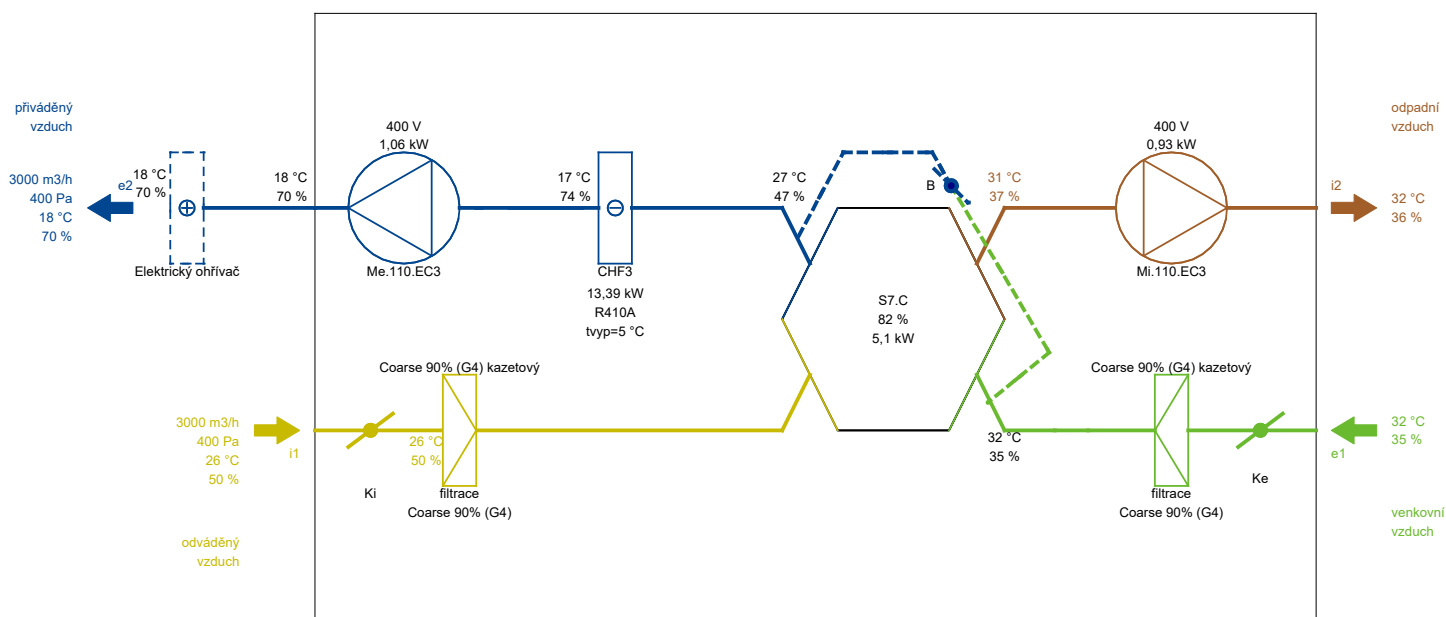 přiváděný
vzduch
3000 m3/h
400 Pa
18 °C
70 %
e2
18 °C
70 %
Elektrický ohřívač
18 °C
70 %
400 V
1,06 kW
Me.110.EC3
17 °C
74 %
CHF3
13,39 kW
R410A
tvyp=5 °C
27 °C
47 %
B
31 °C
37 %
400 V
0,93 kW
Mi.110.EC3
odpadní
vzduch
i2
32 °C
36 %
S7.C
82 %
5,1 kW
3000 m3/h
400 Pa
26 °C
50 %
i1
odváděný
vzduch
Ki
Coarse 90% (G4) kazetový
26 °C
50 %
filtrace
Coarse 90% (G4)
32 °C
35 %
Coarse 90% (G4) kazetový
filtrace
Coarse 90% (G4)
Ke
32 °C
35 %
e1
venkovní
vzduch